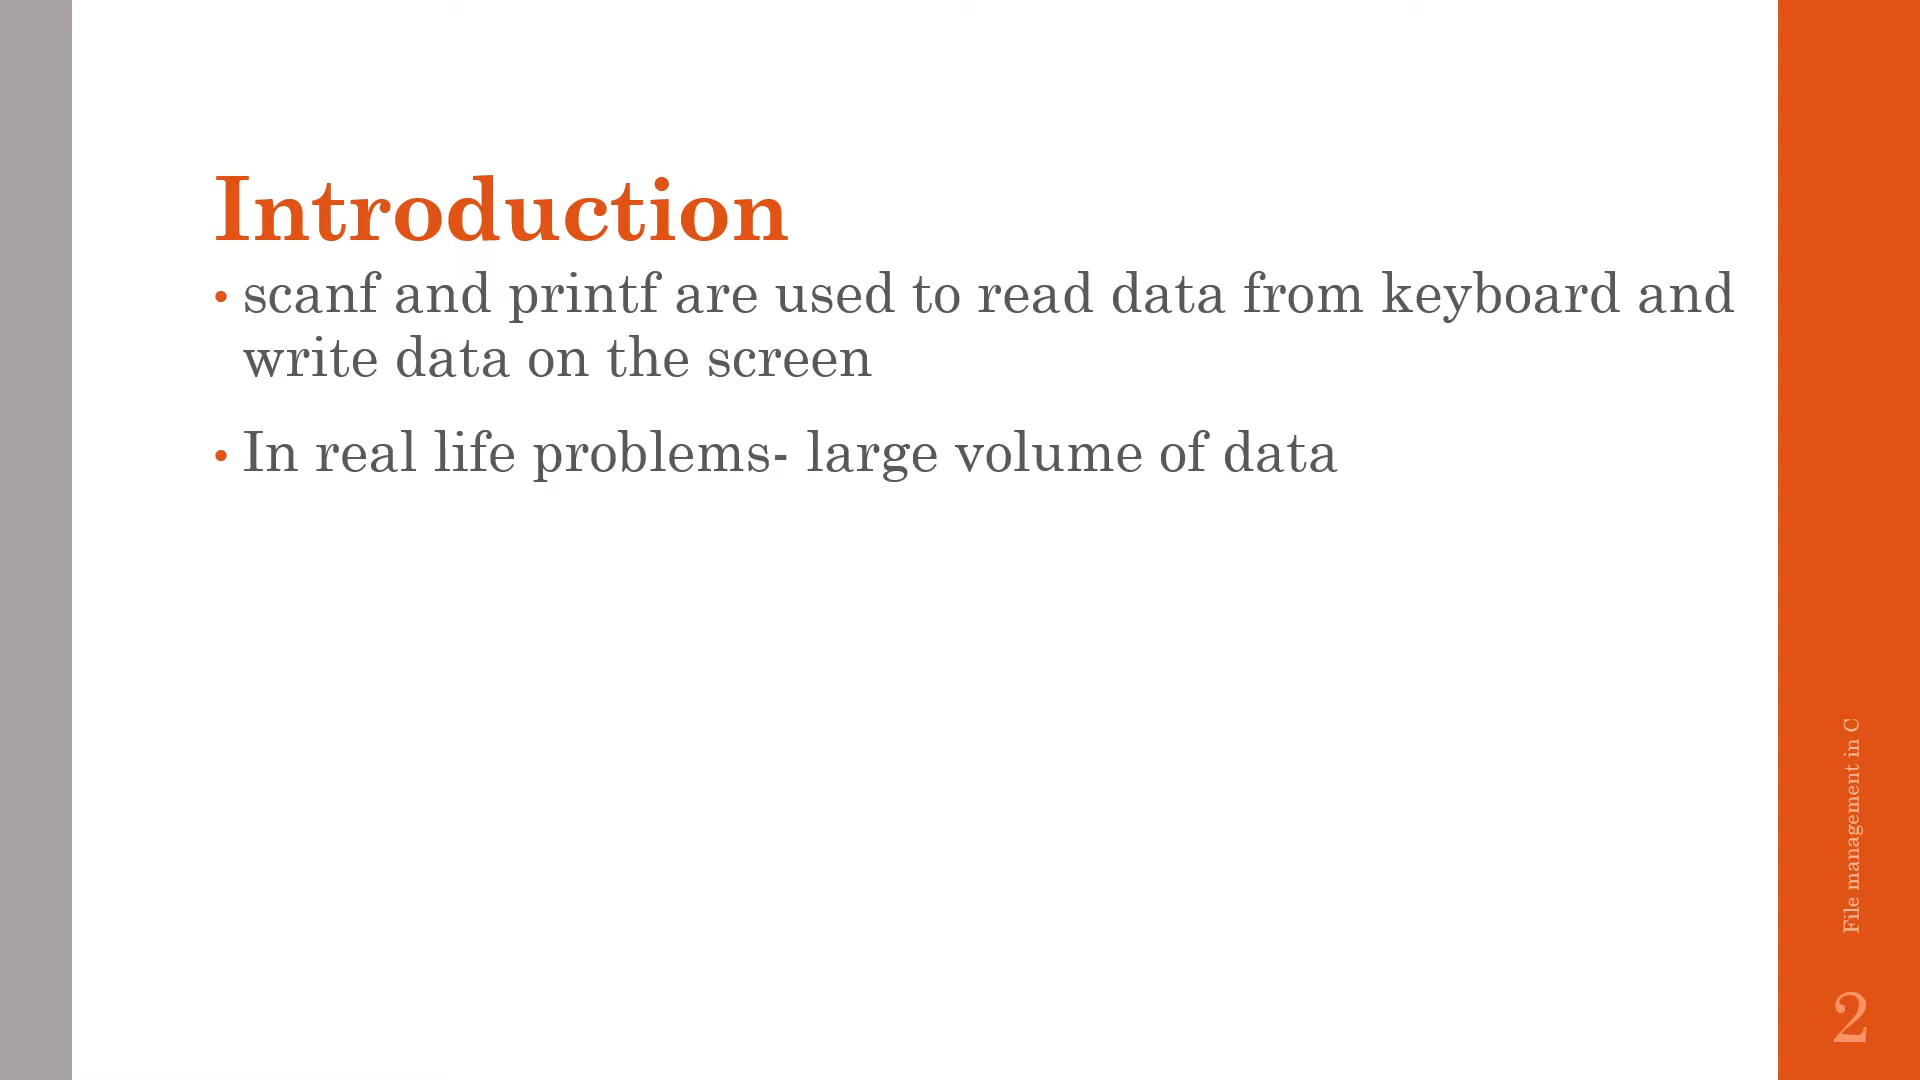 Introduction
• scanf and printf are used to read data from keyboard and
write data on the screen
• In real life problems- large volume of data
File management in C
2